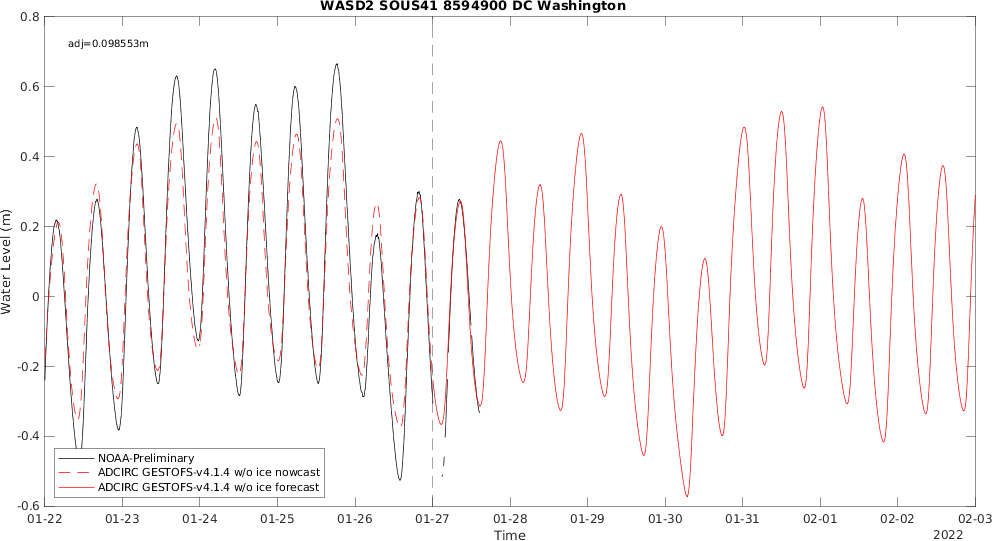 WASD2 SOUS41 8594900 DC Washington
adj=0.098553m
0.8
0.6
0.4
0.2
0
-0.2
-0.4
-0.6
Water Level (m)
NOAA-Preliminary
ADCIRC GESTOFS-v4.1.4 w/o ice nowcast
ADCIRC GESTOFS-v4.1.4 w/o ice forecast
01-22 01-23 01-24 01-25 01-26 01-27 01-28 01-29 01-30 01-31 02-01 02-02 02-03
Time
2022